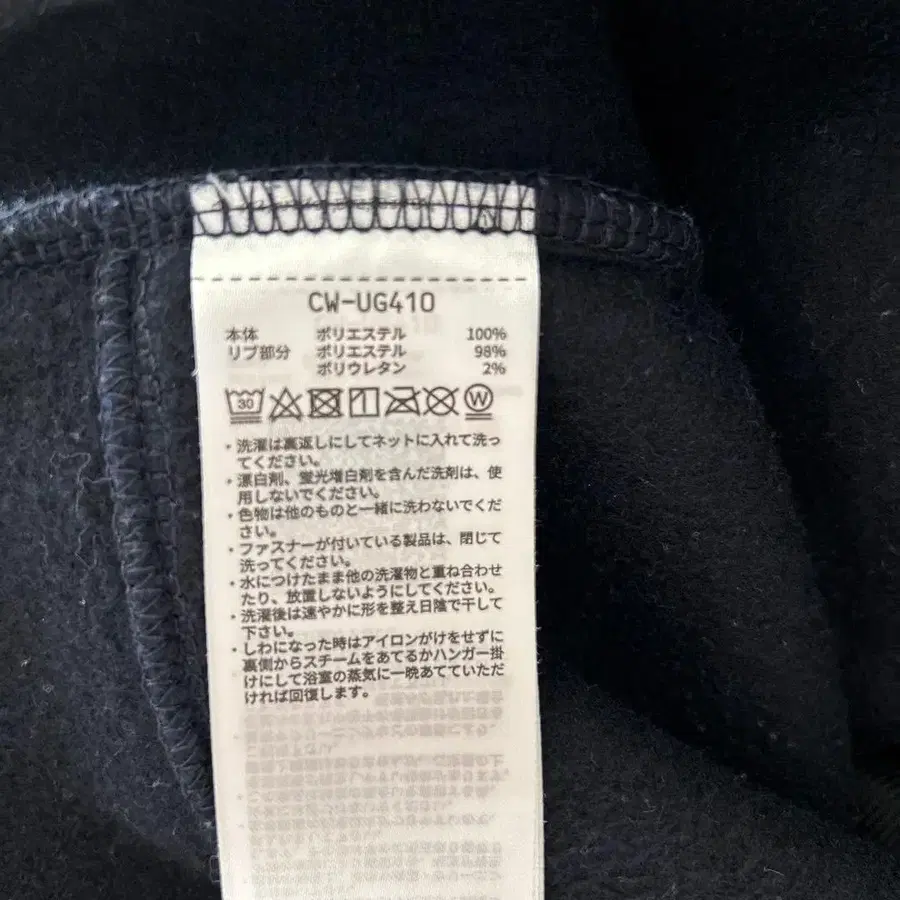 CW-UG410
本体 ポリエステル 100%
リブ部分 ポリエステル 98%
ポリウレタン 2%
30 W
・洗濯は裏返しにしてネットに入れて洗っ
てください。
・漂白剤、蛍光増白剤を含んだ洗剤は、使
用しないでください。
・色物は他のものと一緒に洗わないでくだ
さい。
・ファスナーが付いている製品は、閉じて
洗ってください。
・水につけたまま他の洗濯物と重ね合わせ
たり、放置しないようにしてください。
・洗濯後は速やかに形を整え日陰で干して
下さい。
・しわになった時はアイロンがけをせずに
裏側からスチームをあてるかハンガー掛
けにして浴室の蒸気に一晩あてていただ
ければ回復します。